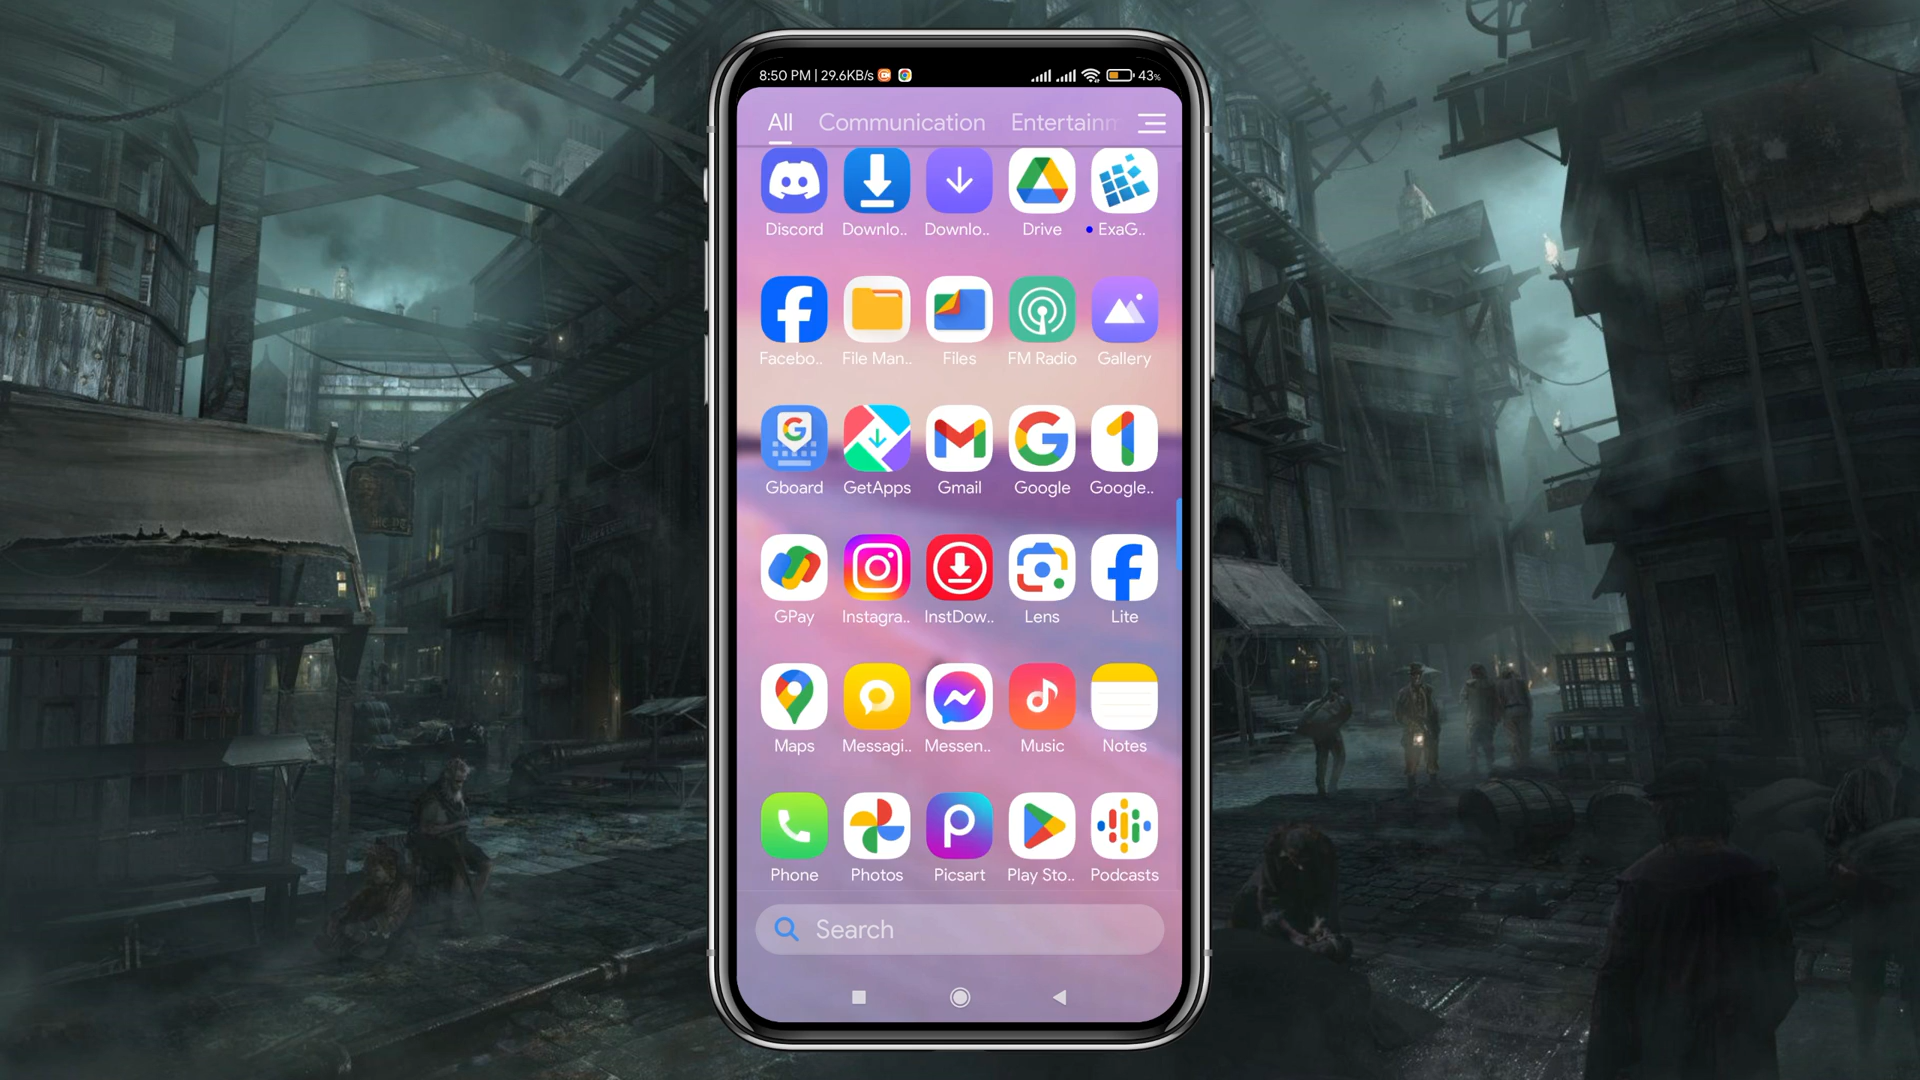 8:50 PM | 29.6KB/s 43%
All Communication Entertainm
Discord Downlo.. Downlo.. Drive ExaG..
Facebo.. File Man.. Files FM Radio Gallery
Gboard GetApps Gmail Google Google..
GPay Instagra.. InstDow.. Lens Lite
Maps Messagi.. Messen.. Music Notes
Phone Photos Picsart Play Sto.. Podcasts
Search